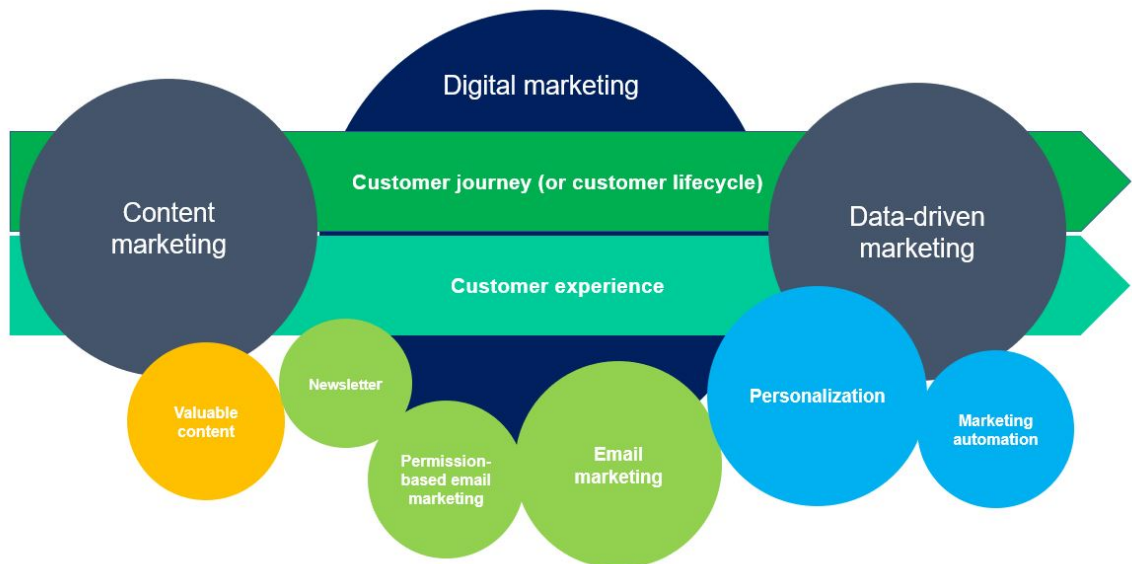 Digital marketing
Customer journey (or customer lifecycle)
Content
marketing
Data-driven
marketing
Customer experience
Newsletter
Valuable
content
Permission-
based email
marketing
Email
marketing
Personalization
Marketing
automation